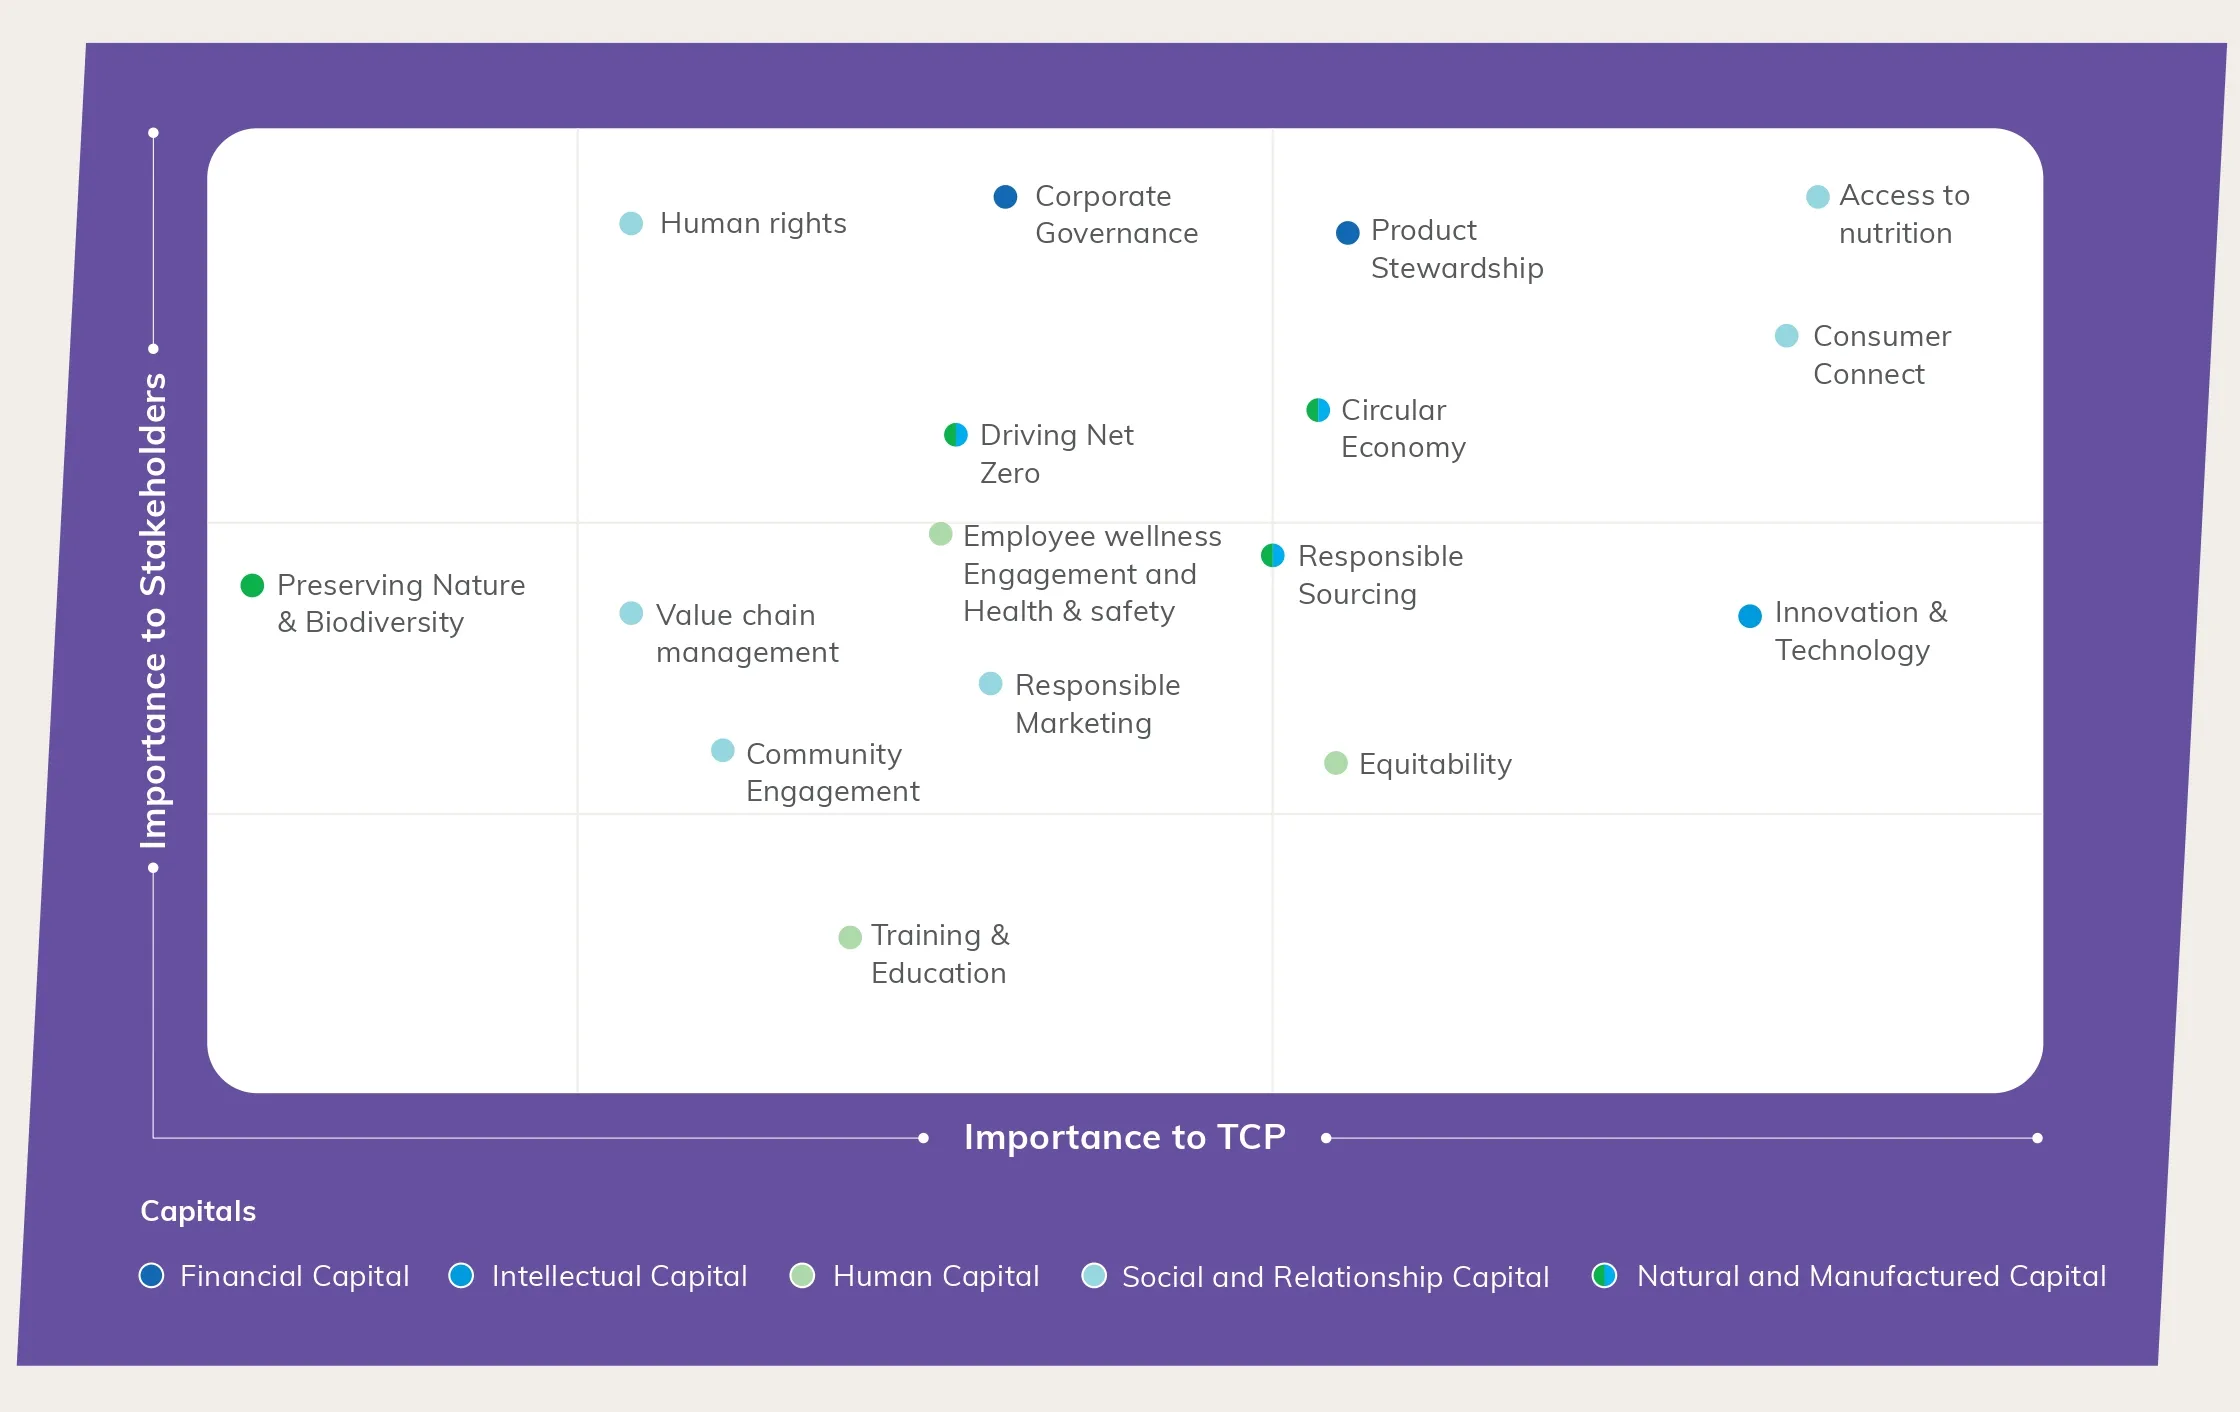 Importance to Stakeholders
Human rights
Corporate
Governance
Product
Stewardship
Access to
nutrition
Consumer
Connect
Circular
Economy
Driving Net
Zero
Employee wellness
Engagement and
Health & safety
Responsible
Sourcing
Preserving Nature
& Biodiversity
Value chain
management
Innovation &
Technology
Responsible
Marketing
Community
Engagement
Equitability
Training &
Education
Importance to TCP
Capitals
Financial Capital
Intellectual Capital
Human Capital
Social and Relationship Capital
Natural and Manufactured Capital